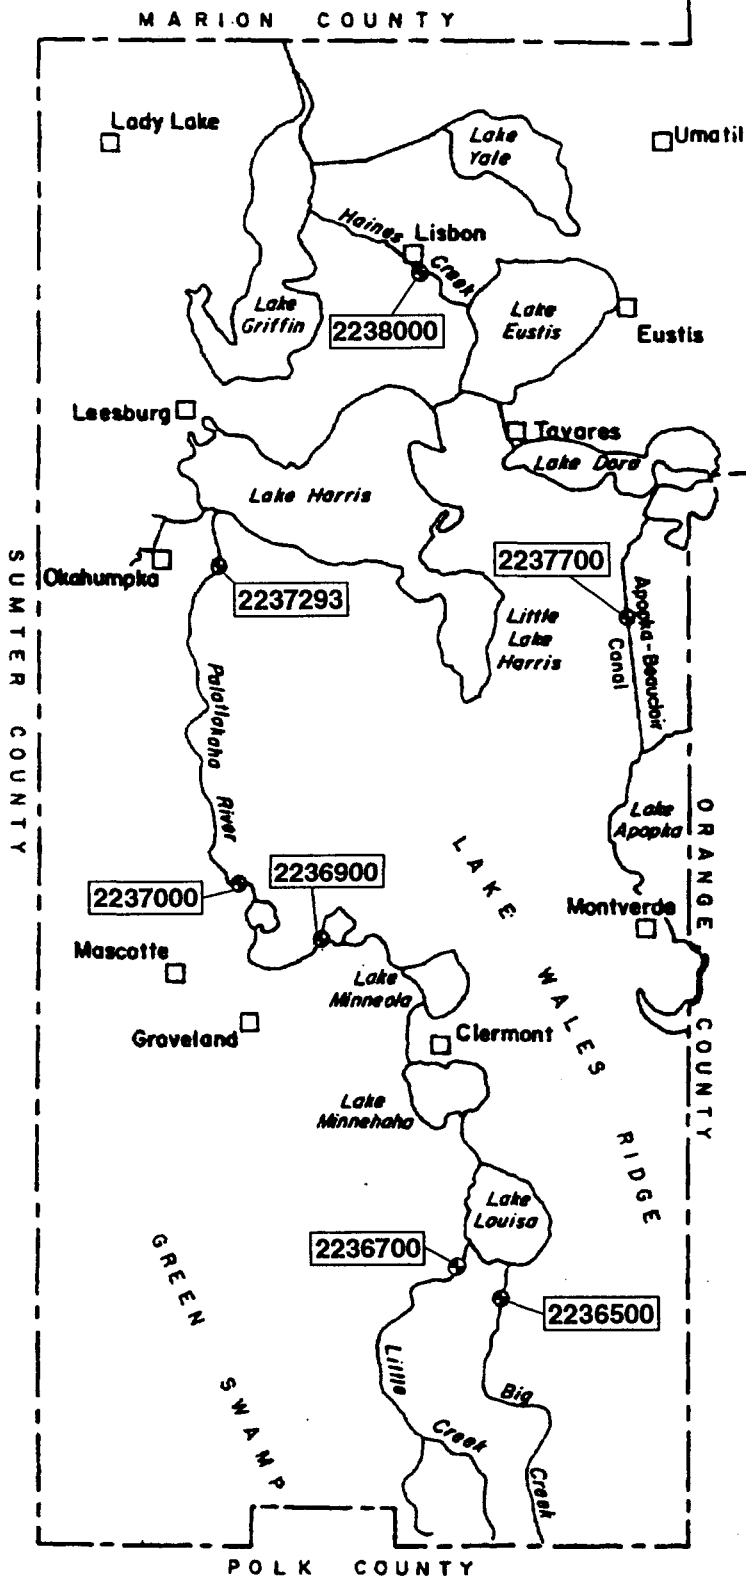 MARION COUNTY
Lady Lake
Lake
Yale
Umatil
Haines
Creek
Lisbon
Lake
Griffin
2238000
Lake
Eustis
Eustis
Leesburg
Tavares
Lake Dora
Lake Harris
2237700
Okahumpka
2237293
Little
Lake
Harris
Apopka-Beauclair
Canal
SUMTER COUNTY
Palatlakaha
River
Lake
Apopka
ORANGE COUNTY
LAKE WALES RIDGE
2236900
2237000
Montverde
Mascotte
Lake
Minneola
Groveland
Clermont
Lake
Minnehaha
Lake
Louisa
2236700
2236500
GREEN SWAMP
Little
Creek
Big
Creek
POLK COUNTY